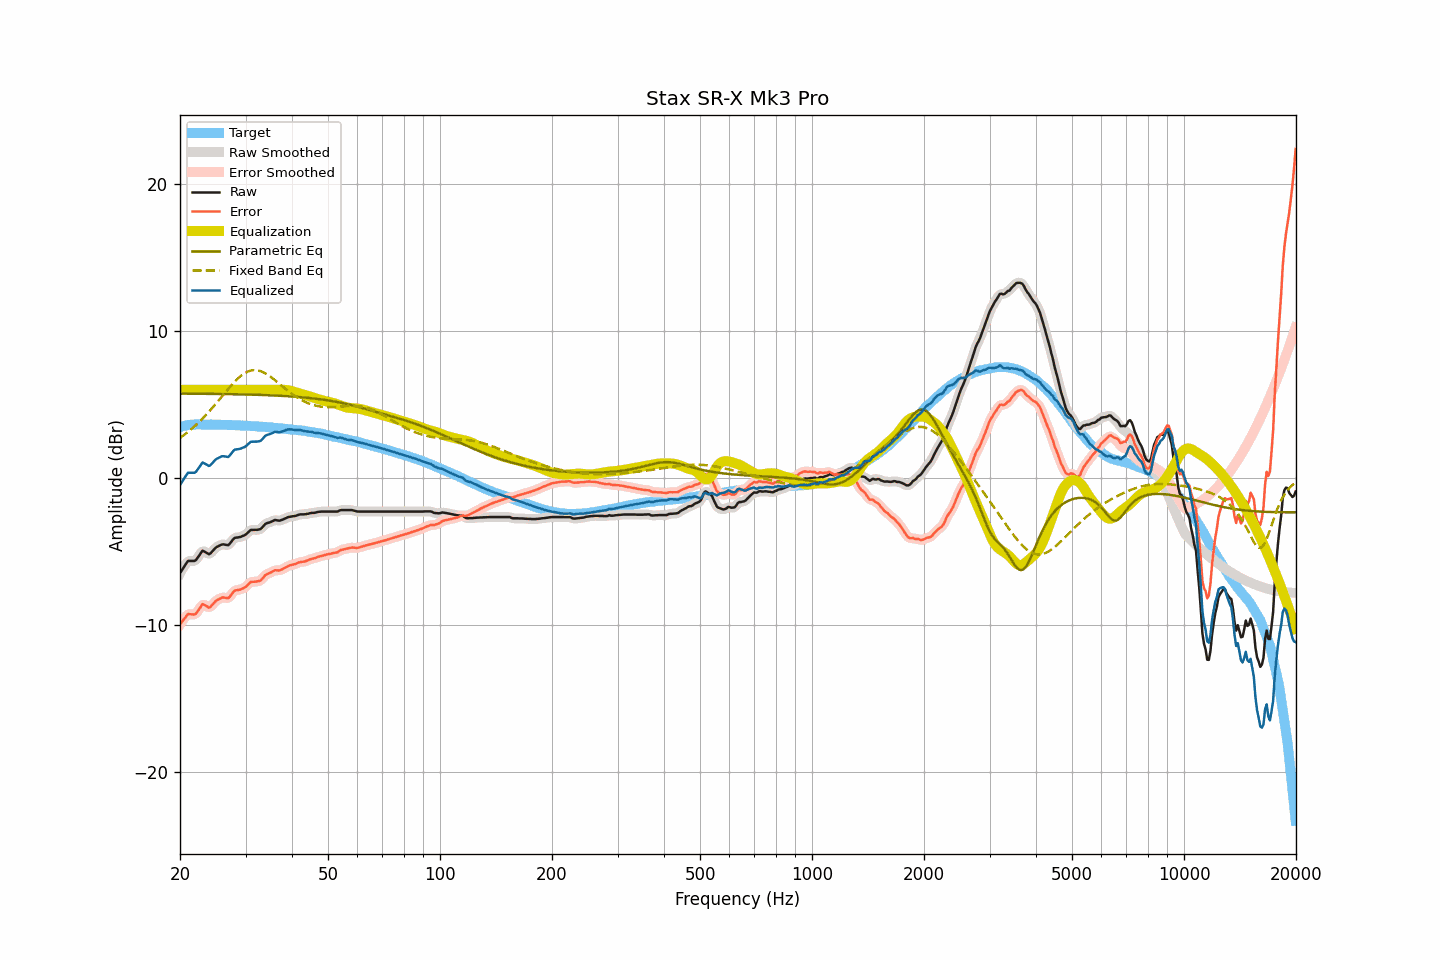 Stax SR-X Mk3 Pro
Target
Raw Smoothed
Error Smoothed
Raw
Error
Equalization
Parametric Eq
Fixed Band Eq
Equalized
Amplitude (dBr)
20
10
0
−10
−20
20 50 100 200 500 1000 2000 5000 10000 20000
Frequency (Hz)